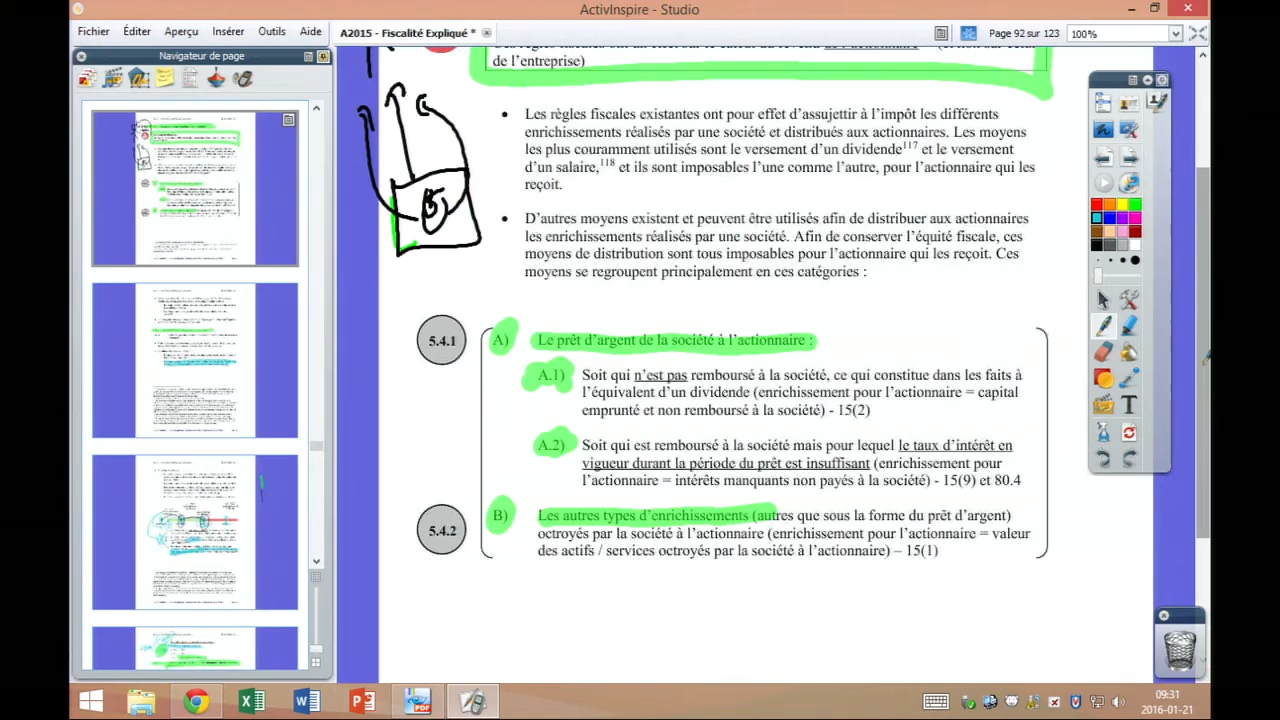 ActivInspire - Studio
Fichier Éditer Aperçu Insérer Outils Aide
A2015 - Fiscalité Expliqué *
Page 92 sur 123
100%
Navigateur de page
de l'entreprise)
• Les règles fiscales existantes ont pour effet d'assujettir à l'impôt les différents
enrichissements réalisés par une société et distribués aux actionnaires. Les moyens
utilisés sont le versement d'un dividende117 et le versement
d'un salaire,118 et ils sont imposables l'une comme l'autre, pour l'actionnaire qui les
reçoit.
• D'autres moyens existent et peuvent être utilisés afin de distribuer aux actionnaires
les enrichissements réalisés par une société. Afin de conserver l'équité fiscale, ces
moyens de distribution sont tous imposables pour l'actionnaire qui les reçoit. Ces
moyens se regroupent principalement en ces catégories :
5.4.1
A) Le prêt d'argent de la société à l'actionnaire :
A.1) Soit qui n'est pas remboursé à la société, ce qui constitue dans les faits à
l'équivalent d'un dividende (enrichissement pour l'actionnaire = capital
emprunté et non remboursé à la société) - 15(2)
A.2) Soit qui est remboursé à la société mais pour lequel le taux d'intérêt en
vigueur durant la période du prêt est insuffisant (enrichissement pour
l'actionnaire = intérêts manquants non payés à la société) - 15(9) et 80.4
5.4.2
B) Les autres types d'enrichissements (autres que sous la forme du prêt d'argent)
octroyés par la société à l'actionnaire (enrichissement pour l'actionnaire = valeur
des actifs / services octroyés par la société à l'actionnaire) – 15(1)
09:31
2016-01-21